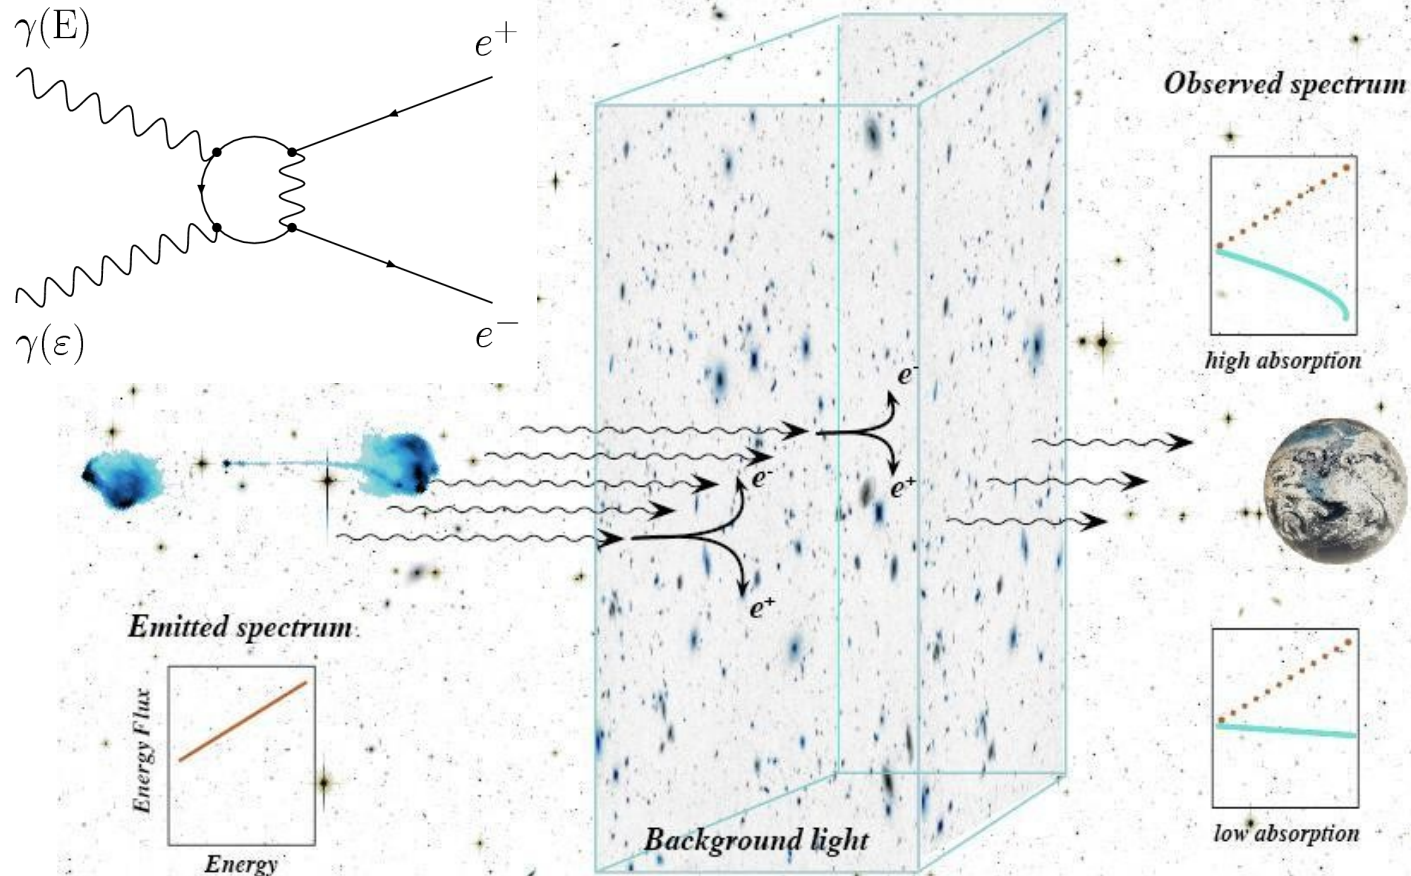 γ(E)
e⁺
γ(ε)
e⁻
Observed spectrum
high absorption
e⁻
e⁺
e⁻
e⁺
Emitted spectrum
Energy Flux
Energy
Background light
low absorption